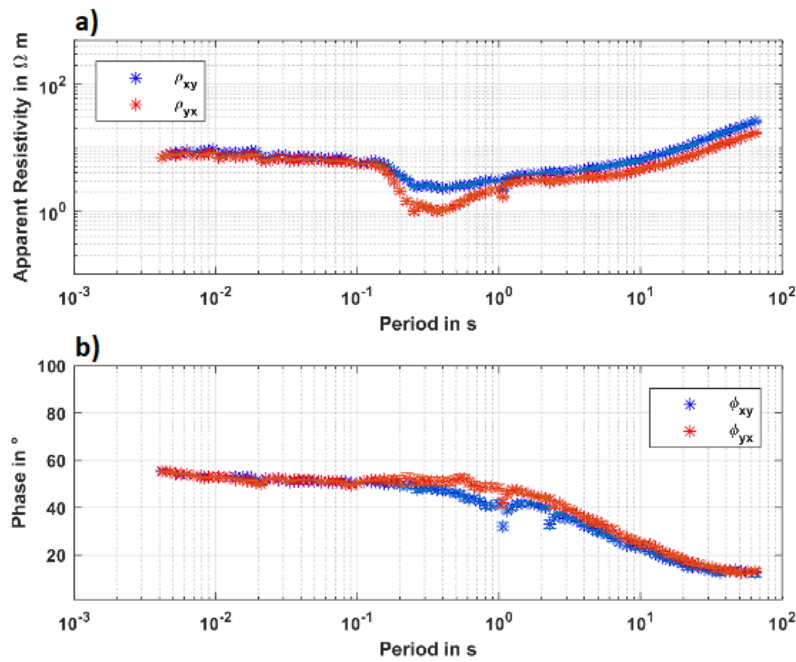 a)
Apparent Resistivity in Ω m
10²
10⁰
ρxy
ρyx
10⁻³ 10⁻² 10⁻¹ 10⁰ 10¹ 10²
Period in s
b)
Phase in °
100
80
60
40
20
ϕxy
ϕyx
10⁻³ 10⁻² 10⁻¹ 10⁰ 10¹ 10²
Period in s